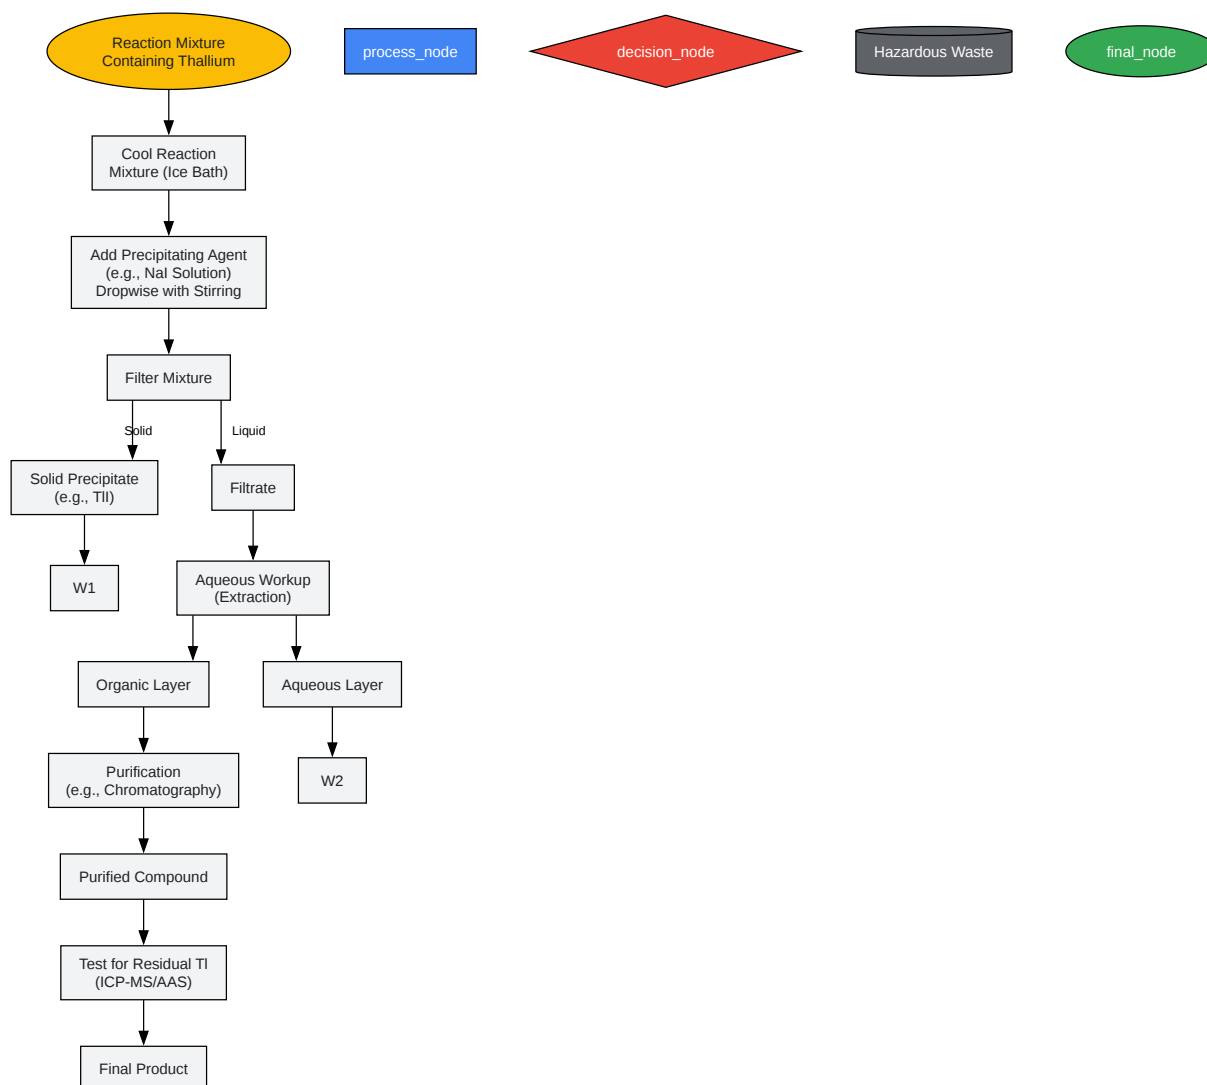 Reaction Mixture
Containing Thallium
process_node
decision_node
Hazardous Waste
final_node
Cool Reaction
Mixture (Ice Bath)
Add Precipitating Agent
(e.g., NaI Solution)
Dropwise with Stirring
Filter Mixture
Solid
Liquid
Solid Precipitate
(e.g., TlI)
Filtrate
W1
Aqueous Workup
(Extraction)
Organic Layer
Aqueous Layer
Purification
(e.g., Chromatography)
W2
Purified Compound
Test for Residual Tl
(ICP-MS/AAS)
Final Product